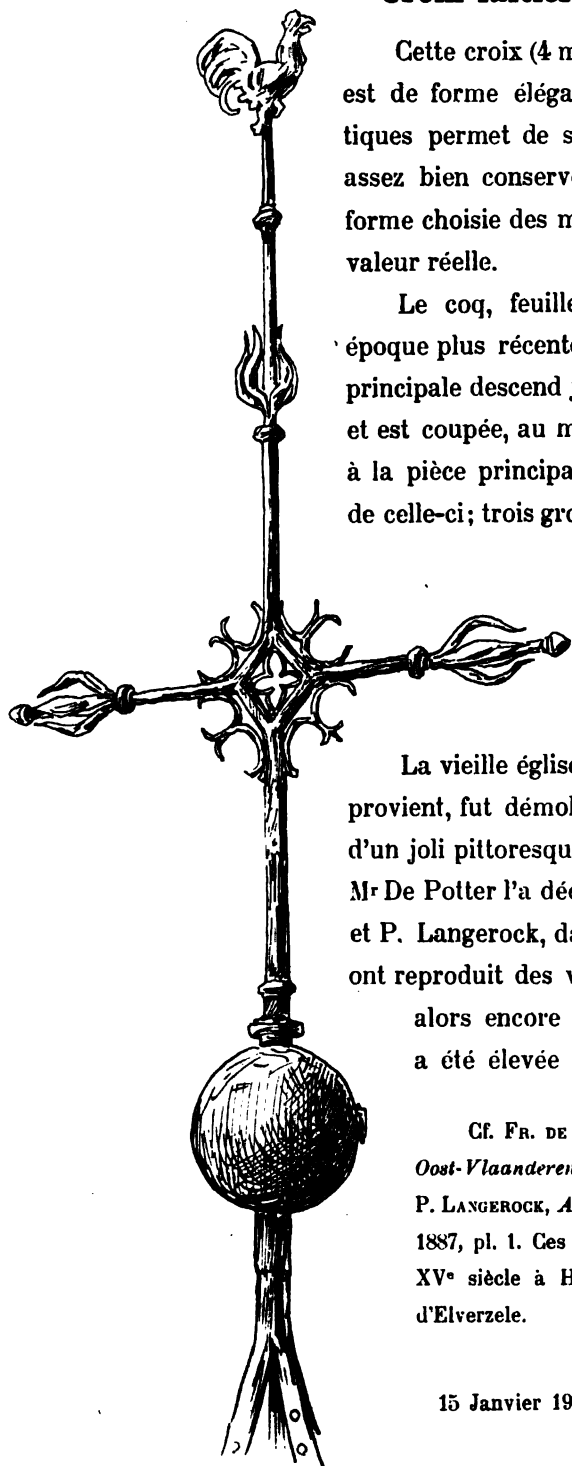 Cette croix (4 m
est de forme éléga
tiques permet de s
assez bien conserv
forme choisie des m
valeur réelle.
Le coq, feuille
époque plus récent
principale descend
et est coupée, au m
à la pièce principa
de celle-ci; trois gro
La vieille églis
provient, fut démol
d'un joli pittoresqu
Mr De Potter l'a déc
et P. Langerock, da
ont reproduit des v
alors encore
a été élevée
Cf. FR. DE
Oost-Vlaanderen
P. LANGEROCK, A
1887, pl. 1. Ces
XVe siècle à H
d'Elverzele.
15 Janvier 19